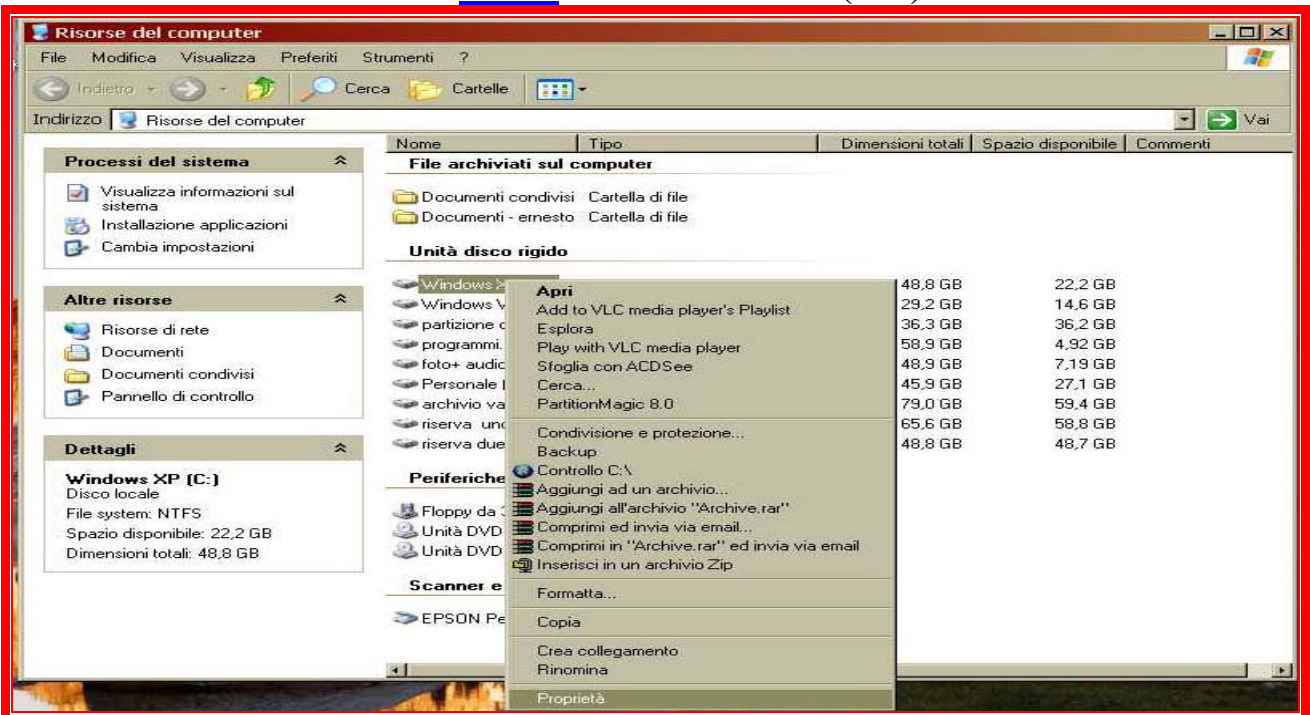 Risorse del computer
File Modifica Visualizza Preferiti Strumenti ?
Indietro Cerca Cartelle
Indirizzo Risorse del computer Vai
Nome Tipo Dimensioni totali Spazio disponibile Commenti
Processi del sistema
Visualizza informazioni sul
sistema
Installazione applicazioni
Cambia impostazioni
Altre risorse
Risorse di rete
Documenti
Documenti condivisi
Pannello di controllo
Dettagli
Windows XP (C:)
Disco locale
File system: NTFS
Spazio disponibile: 22,2 GB
Dimensioni totali: 48,8 GB
File archiviati sul computer
Documenti condivisi Cartella di file
Documenti - ernesto Cartella di file
Unità disco rigido
Windows 48,8 GB 22,2 GB
Windows V 29,2 GB 14,6 GB
partizione 36,3 GB 36,2 GB
programmi. 58,9 GB 4,92 GB
foto+ audio 48,9 GB 7,19 GB
Personale 45,9 GB 27,1 GB
archivio va 79,0 GB 59,4 GB
riserva un 65,6 GB 58,8 GB
riserva due 48,8 GB 48,7 GB
Periferiche
Floppy da
Unità DVD
Unità DVD
Scanner e
EPSON Pe
Apri
Add to VLC media player's Playlist
Esplora
Play with VLC media player
Sfoglia con ACDSee
Cerca...
PartitionMagic 8.0
Condivisione e protezione...
Backup
Controllo C:\
Aggiungi ad un archivio...
Aggiungi all'archivio "Archive.rar"
Comprimi ed invia via email...
Comprimi in "Archive.rar" ed invia via email
Inserisci in un archivio Zip
Formatta...
Copia
Crea collegamento
Rinomina
Proprietà